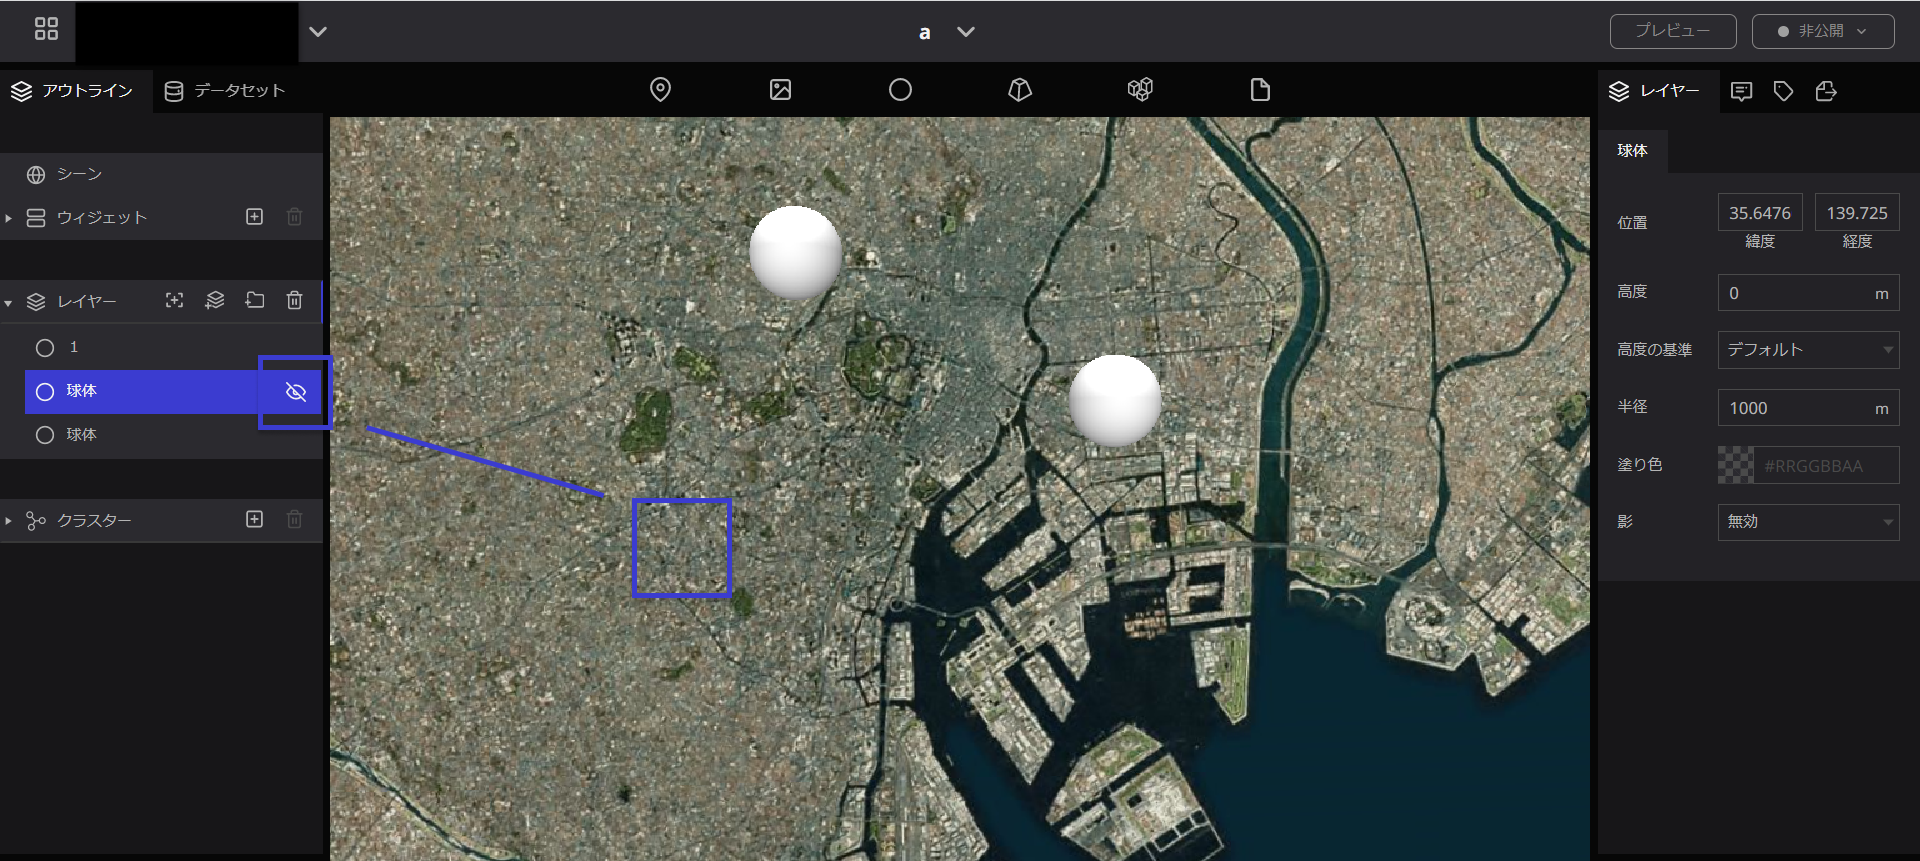 a
プレビュー
非公開
アウトライン
データセット
シーン
ウィジェット
レイヤー
1
球体
球体
クラスター
レイヤー
球体
位置
35.6476
139.725
緯度
経度
高度
0
m
高度の基準
デフォルト
半径
1000
m
塗り色
#RRGGBBAA
影
無効